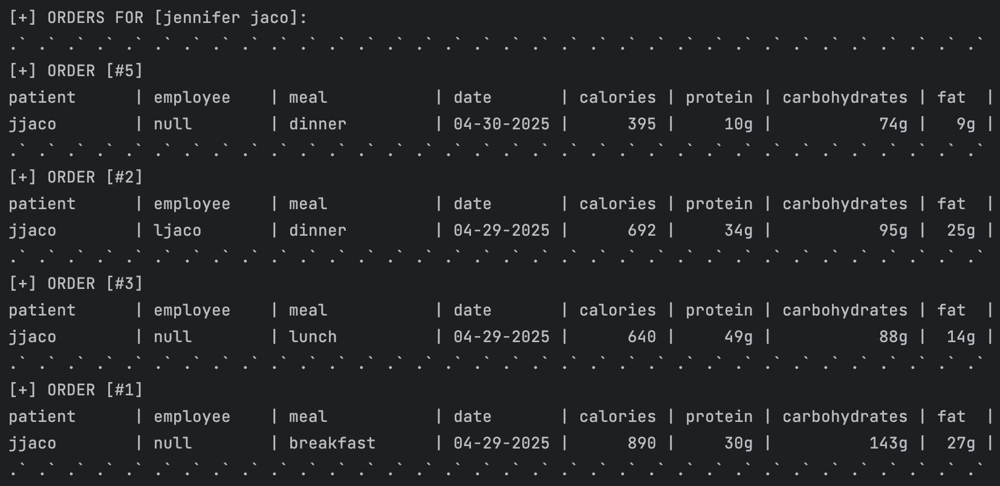 [+] ORDERS FOR [jennifer jaco]:
.` .` .` .` .` .` .` .` .` .` .` .` .` .` .` .` .` .` .` .` .` .` .` .` .` .` .` .` .` .` .` .` .` .`
[+] ORDER [#5]
patient      | employee    | meal           | date       | calories | protein | carbohydrates | fat  |
jjaco        | null        | dinner         | 04-30-2025 |      395 |     10g |           74g |   9g |
.` .` .` .` .` .` .` .` .` .` .` .` .` .` .` .` .` .` .` .` .` .` .` .` .` .` .` .` .` .` .` .` .` .`
[+] ORDER [#2]
patient      | employee    | meal           | date       | calories | protein | carbohydrates | fat  |
jjaco        | ljaco       | dinner         | 04-29-2025 |      692 |     34g |           95g |  25g |
.` .` .` .` .` .` .` .` .` .` .` .` .` .` .` .` .` .` .` .` .` .` .` .` .` .` .` .` .` .` .` .` .` .`
[+] ORDER [#3]
patient      | employee    | meal           | date       | calories | protein | carbohydrates | fat  |
jjaco        | null        | lunch          | 04-29-2025 |      640 |     49g |           88g |  14g |
.` .` .` .` .` .` .` .` .` .` .` .` .` .` .` .` .` .` .` .` .` .` .` .` .` .` .` .` .` .` .` .` .` .`
[+] ORDER [#1]
patient      | employee    | meal           | date       | calories | protein | carbohydrates | fat  |
jjaco        | null        | breakfast      | 04-29-2025 |      890 |     30g |          143g |  27g |
.` .` .` .` .` .` .` .` .` .` .` .` .` .` .` .` .` .` .` .` .` .` .` .` .` .` .` .` .` .` .` .` .` .`